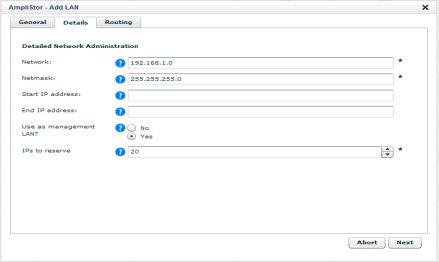 AmpliStor - Add LAN
General Details Routing
Detailed Network Administration
Network: ? 192.168.1.0 *
Netmask: ? 255.255.255.0 *
Start IP address: ?
End IP address: ?
Use as management LAN? ? No
Yes
IPs to reserve ? 20 *
Abort Next